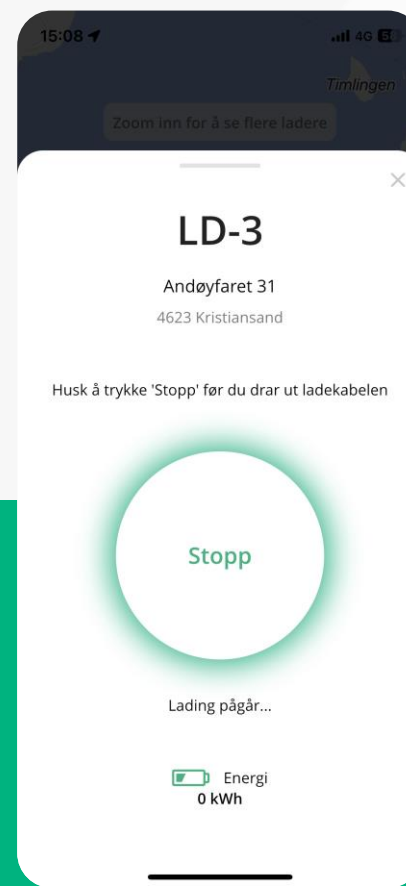 15:08
4G
Timlingen
Zoom inn for å se flere ladere
LD-3
Andøyfaret 31
4623 Kristiansand
Husk å trykke 'Stopp' før du drar ut ladekabelen
Stopp
Lading pågår...
Energi
0 kWh